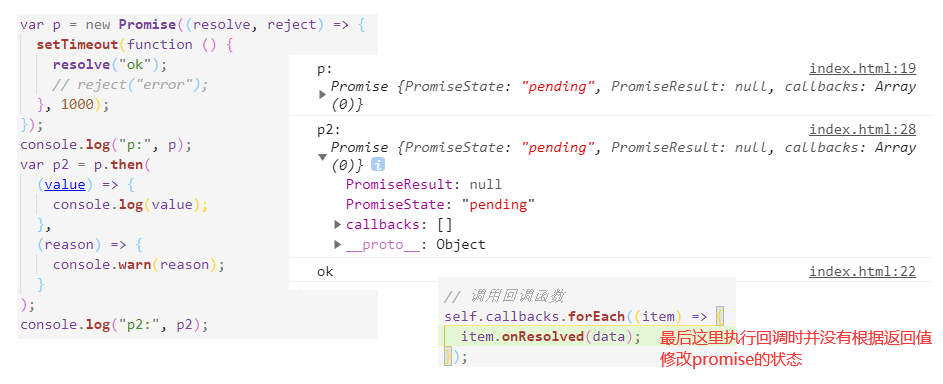 var p = new Promise((resolve, reject) => {
setTimeout(function () {
resolve("ok");
// reject("error");
}, 1000);
});
console.log("p:", p);
var p2 = p.then(
(value) => {
console.log(value);
},
(reason) => {
console.warn(reason);
}
);
console.log("p2:", p2);
p: index.html:19
Promise {PromiseState: "pending", PromiseResult: null, callbacks: Array
(0)}
p2: index.html:28
Promise {PromiseState: "pending", PromiseResult: null, callbacks: Array
(0)} i
PromiseResult: null
PromiseState: "pending"
callbacks: []
__proto__: Object
ok index.html:22
// 调用回调函数
self.callbacks.forEach((item) => {
item.onResolved(data);
});
最后这里执行回调时并没有根据返回值
修改promise的状态